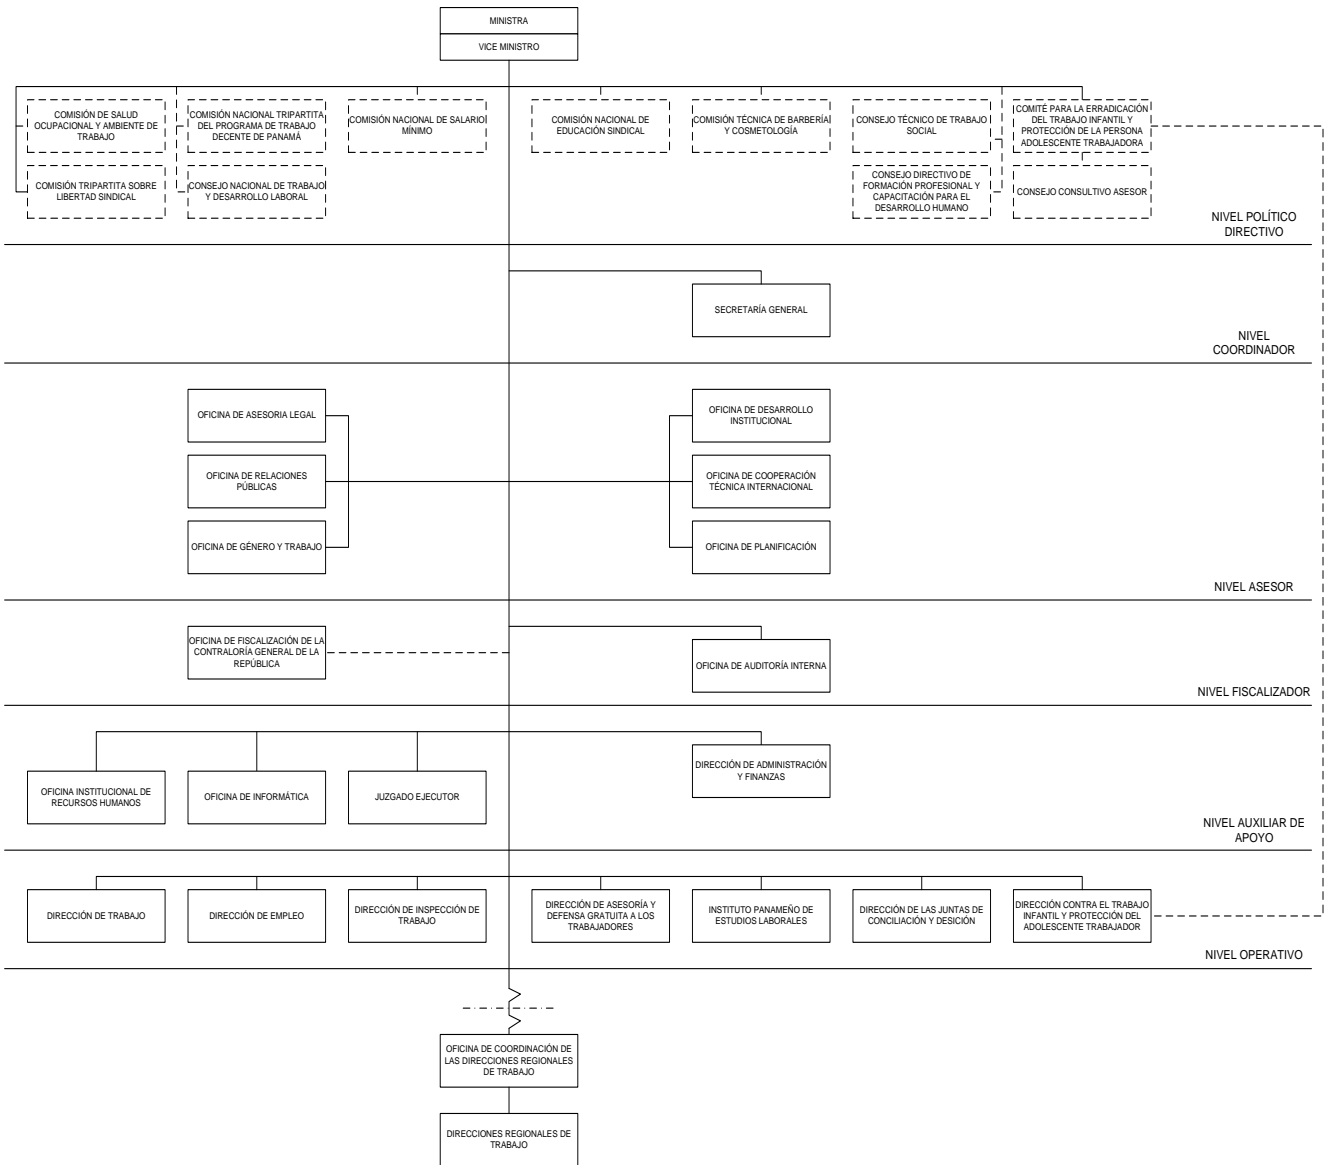 MINISTRA
VICE MINISTRO
COMISIÓN DE SALUD
OCUPACIONAL Y AMBIENTE DE
TRABAJO
COMISIÓN NACIONAL TRIPARTITA
DEL PROGRAMA DE TRABAJO
DECENTE DE PANAMÁ
COMISIÓN NACIONAL DE SALARIO
MÍNIMO
COMISIÓN NACIONAL DE
EDUCACIÓN SINDICAL
COMISIÓN TÉCNICA DE BARBERÍA
Y COSMETOLOGÍA
CONSEJO TÉCNICO DE TRABAJO
SOCIAL
COMITÉ PARA LA ERRADICACIÓN
DEL TRABAJO INFANTIL Y
PROTECCIÓN DE LA PERSONA
ADOLESCENTE TRABAJADORA
COMISIÓN TRIPARTITA SOBRE
LIBERTAD SINDICAL
CONSEJO NACIONAL DE TRABAJO
Y DESARROLLO LABORAL
CONSEJO DIRECTIVO DE
FORMACIÓN PROFESIONAL Y
CAPACITACIÓN PARA EL
DESARROLLO HUMANO
CONSEJO CONSULTIVO ASESOR
NIVEL POLÍTICO
DIRECTIVO
SECRETARÍA GENERAL
NIVEL
COORDINADOR
OFICINA DE ASESORIA LEGAL
OFICINA DE DESARROLLO
INSTITUCIONAL
OFICINA DE RELACIONES
PÚBLICAS
OFICINA DE COOPERACIÓN
TÉCNICA INTERNACIONAL
OFICINA DE GÉNERO Y TRABAJO
OFICINA DE PLANIFICACIÓN
NIVEL ASESOR
OFICINA DE FISCALIZACIÓN DE LA
CONTRALORÍA GENERAL DE LA
REPÚBLICA
OFICINA DE AUDITORÍA INTERNA
NIVEL FISCALIZADOR
OFICINA INSTITUCIONAL DE
RECURSOS HUMANOS
OFICINA DE INFORMÁTICA
JUZGADO EJECUTOR
DIRECCIÓN DE ADMINISTRACIÓN
Y FINANZAS
NIVEL AUXILIAR DE
APOYO
DIRECCIÓN DE TRABAJO
DIRECCIÓN DE EMPLEO
DIRECCIÓN DE INSPECCIÓN DE
TRABAJO
DIRECCIÓN DE ASESORÍA Y
DEFENSA GRATUITA A LOS
TRABAJADORES
INSTITUTO PANAMEÑO DE
ESTUDIOS LABORALES
DIRECCIÓN DE LAS JUNTAS DE
CONCILIACIÓN Y DESICIÓN
DIRECCIÓN CONTRA EL TRABAJO
INFANTIL Y PROTECCIÓN DEL
ADOLESCENTE TRABAJADOR
NIVEL OPERATIVO
OFICINA DE COORDINACIÓN DE
LAS DIRECCIONES REGIONALES
DE TRABAJO
DIRECCIONES REGIONALES DE
TRABAJO